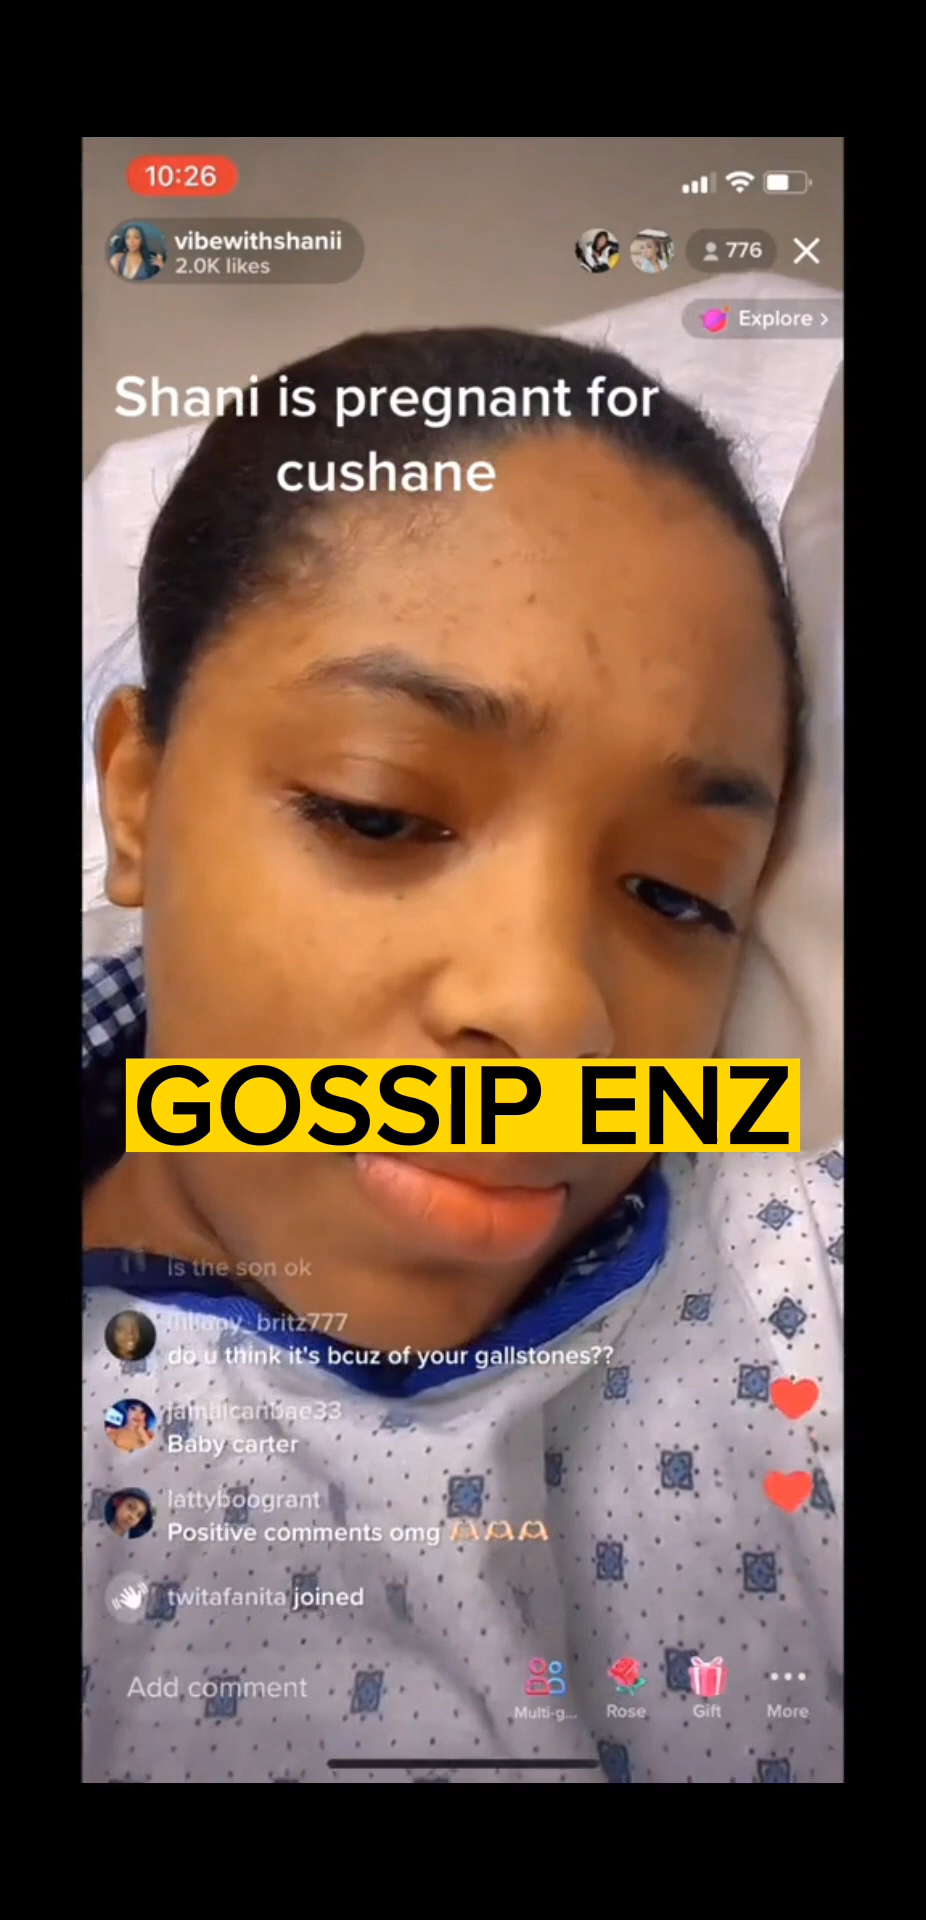 10:26
vibewithshanii
2.0K likes
776
Explore >
Shani is pregnant for
cushane
GOSSIP ENZ
Is the son ok
britz777
do u think it's bcuz of your gallstones??
jamaicanbae33
Baby carter
lattyboogrant
Positive comments omg 🫶🏻🫶🏻🫶🏻
twitafanita joined
Add comment
Multi-g...
Rose
Gift
More